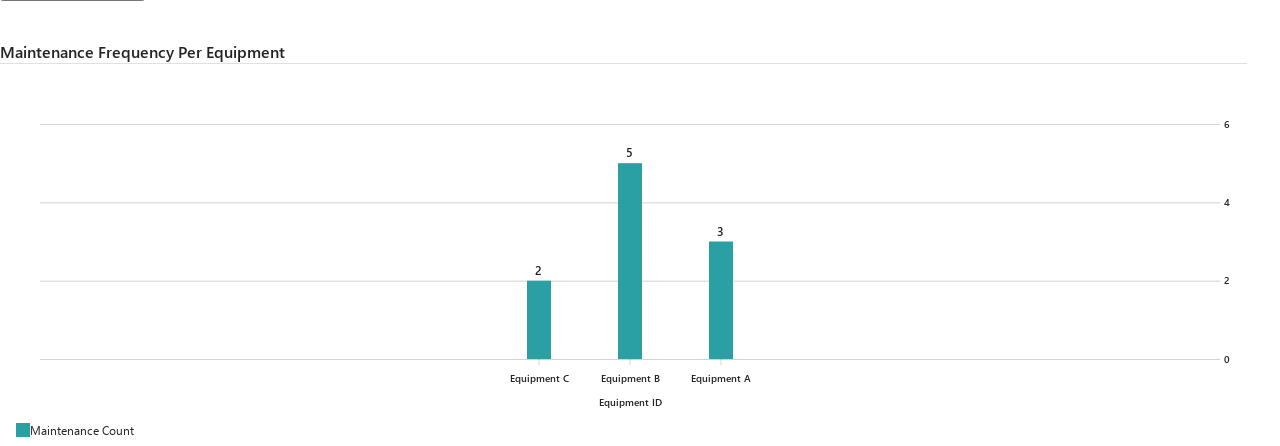 Maintenance Frequency Per Equipment
6
5
4
3
2
2
0
Equipment C Equipment B Equipment A
Equipment ID
Maintenance Count